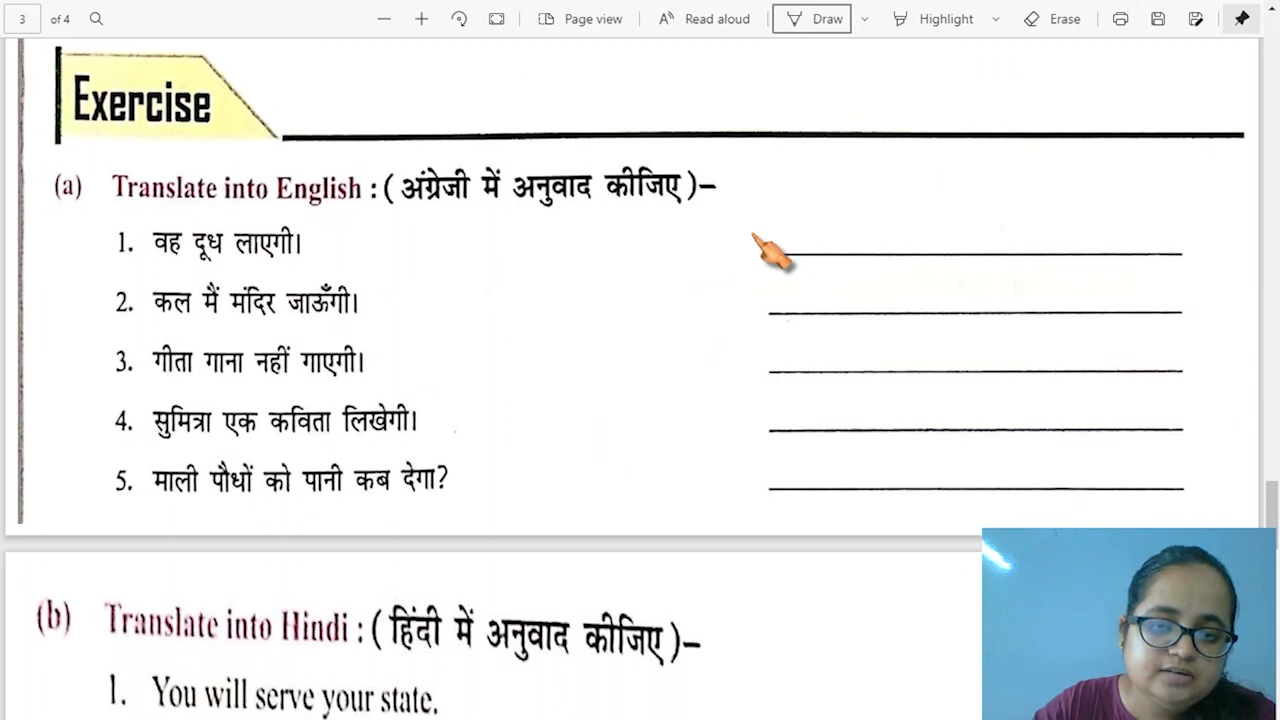 3 of 4 Page view Read aloud Draw Highlight Erase
Exercise
(a) Translate into English : ( अंग्रेजी में अनुवाद कीजिए )–
1. वह दूध लाएगी।
2. कल मैं मंदिर जाऊँगी।
3. गीता गाना नहीं गाएगी।
4. सुमित्रा एक कविता लिखेगी।
5. माली पौधों को पानी कब देगा?
(b) Translate into Hindi : ( हिंदी में अनुवाद कीजिए )–
1. You will serve your state.